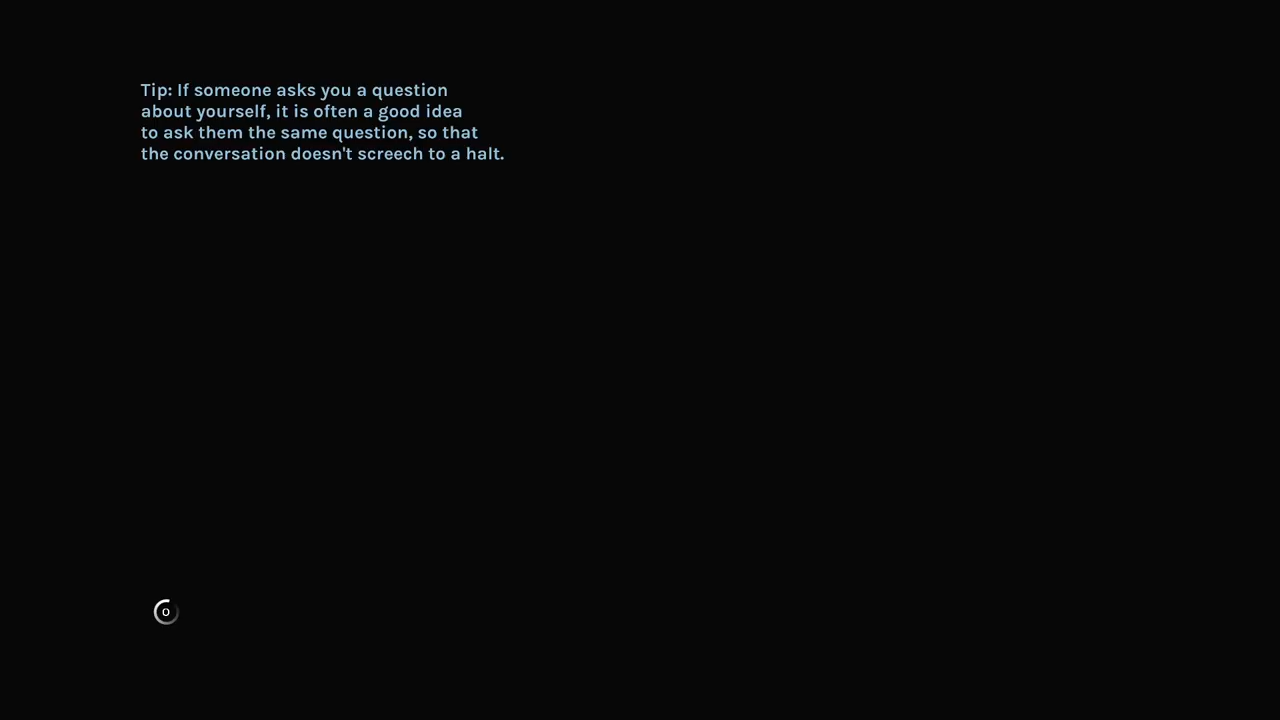 Tip: If someone asks you a question
about yourself, it is often a good idea
to ask them the same question, so that
the conversation doesn't screech to a halt.
0